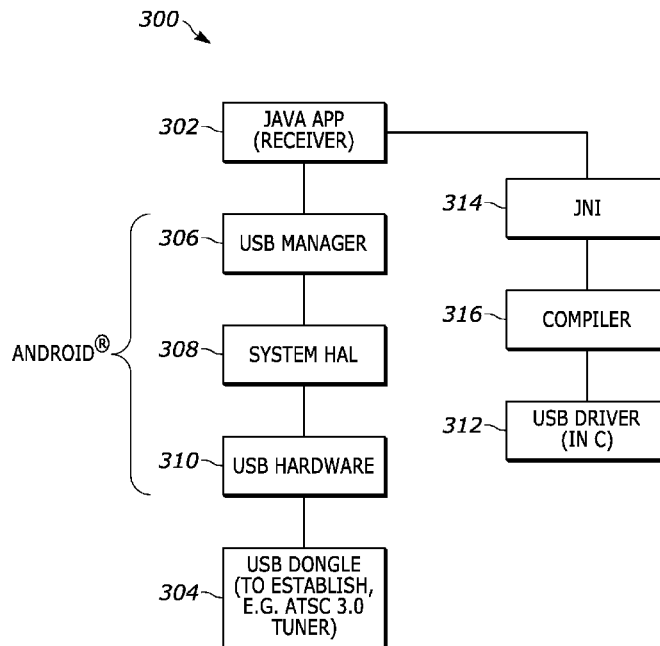 300
302
JAVA APP
(RECEIVER)
314
JNI
306
USB MANAGER
316
COMPILER
ANDROID®
308
SYSTEM HAL
312
USB DRIVER
(IN C)
310
USB HARDWARE
304
USB DONGLE
(TO ESTABLISH,
E.G. ATSC 3.0
TUNER)